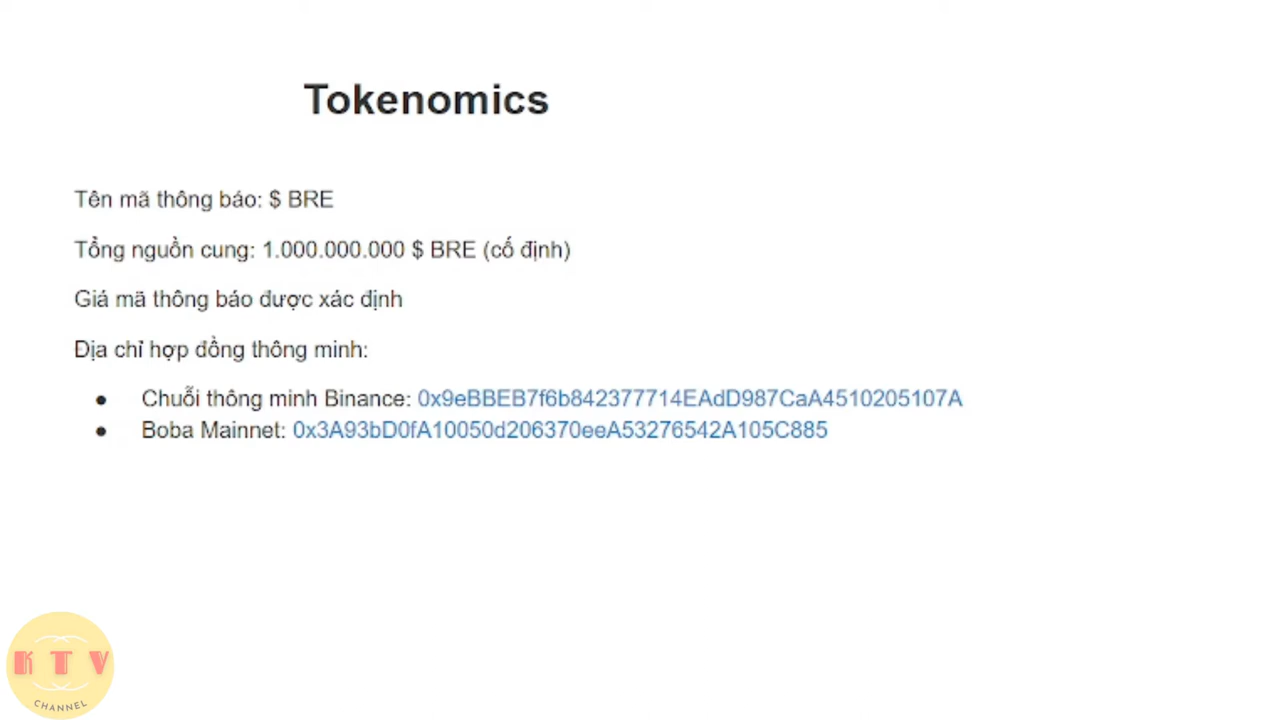 Tokenomics
Tên mã thông báo: $ BRE
Tổng nguồn cung: 1.000.000.000 $ BRE (cố định)
Giá mã thông báo được xác định
Địa chỉ hợp đồng thông minh:
● Chuỗi thông minh Binance: 0x9eBBEB7f6b842377714EAdD987CaA4510205107A
● Boba Mainnet: 0x3A93bD0fA10050d206370eeA53276542A105C885
KTV
CHANNEL